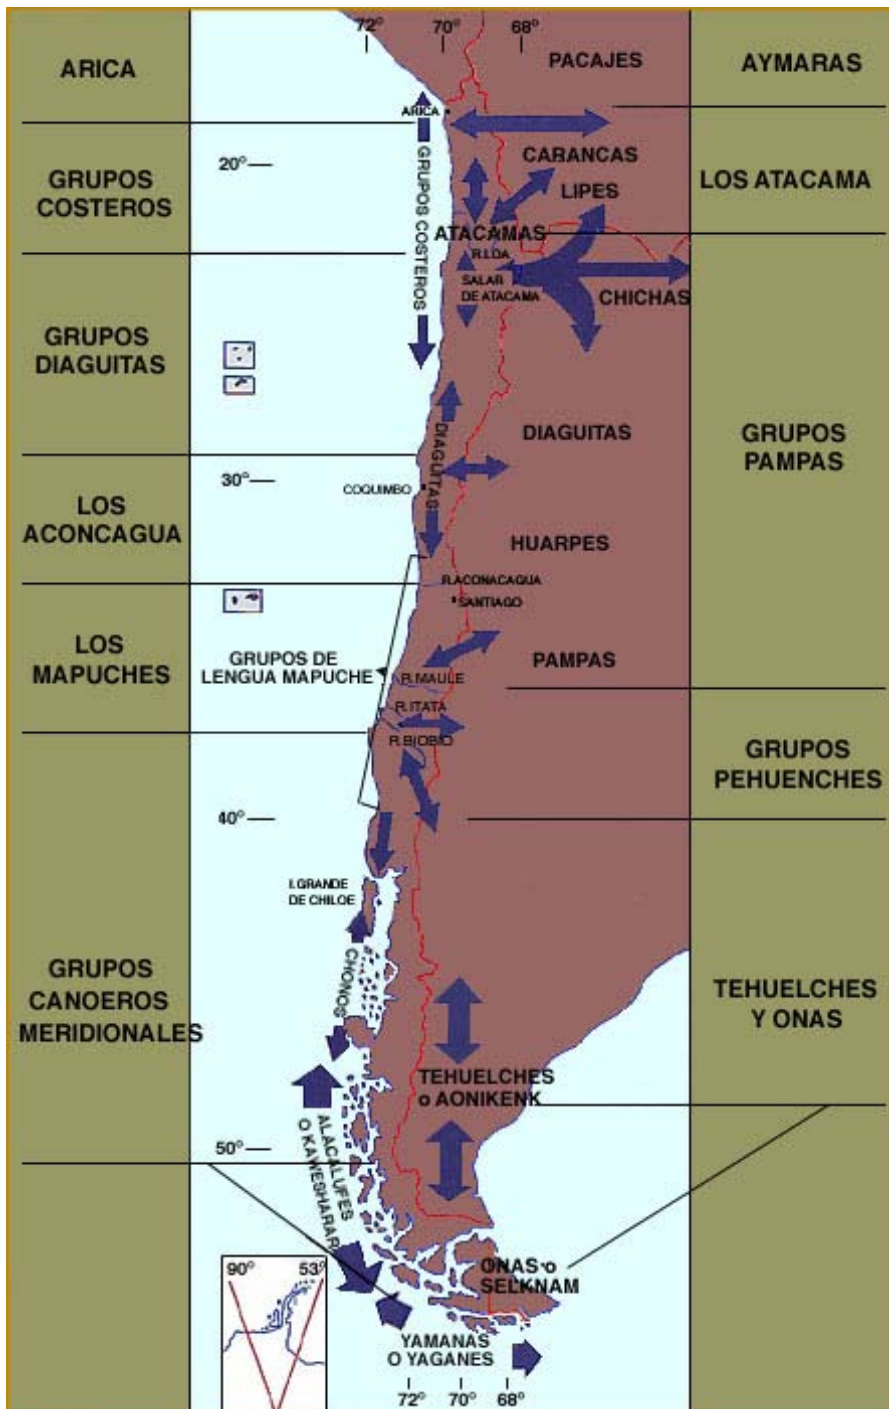 72° 70° 68°
ARICA
PACAJES
AYMARAS
ARICA
20°
GRUPOS
COSTEROS
GRUPOS COSTEROS
CARANCAS
LIPES
LOS ATACAMA
ATACAMAS
R.LOA
SALAR
DE ATACAMA
CHICHAS
GRUPOS
DIAGUITAS
DIAGUITAS
DIAGUITAS
GRUPOS
PAMPAS
30°
COQUIMBO
LOS
ACONCAGUA
HUARPES
R.ACONACAGUA
SANTIAGO
LOS
MAPUCHES
GRUPOS DE
LENGUA MAPUCHE
R.MAULE
PAMPAS
R.ITATA
R.BIOBIO
GRUPOS
PEHUENCHES
40°
I.GRANDE
DE CHILOE
CHONOS
GRUPOS
CANOEROS
MERIDIONALES
TEHUELCHES
Y ONAS
TEHUELCHES
o AONIKENK
50°
ALACALUFES
O KAWESHARAR
90° 53°
ONAS o
SELKNAM
YAMANAS
O YAGANES
72° 70° 68°